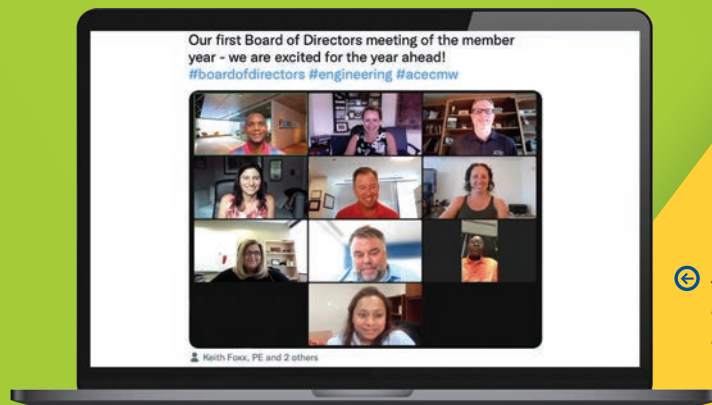 Our first Board of Directors meeting of the member
year - we are excited for the year ahead!
#boardofdirectors #engineering #acecmw
Keith Foxx, PE and 2 others